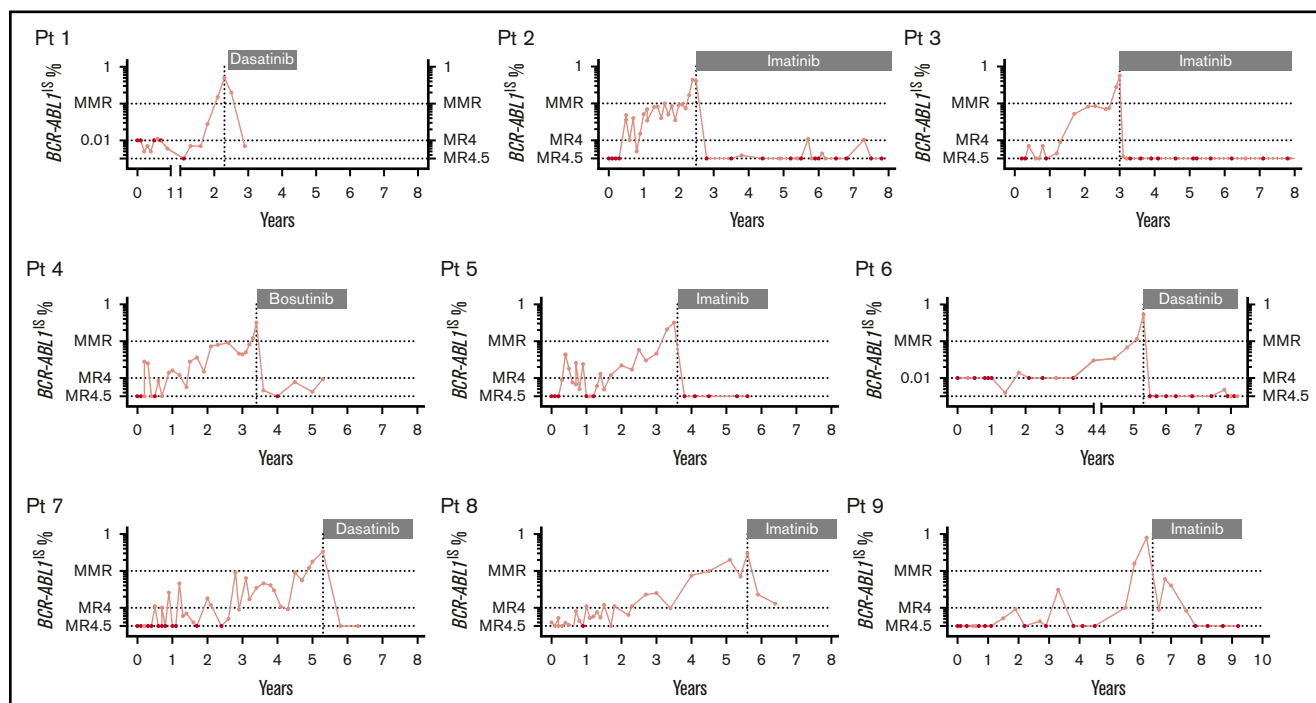 Pt 1
Dasatinib
BCR-ABL1IS %
1
MMR
0.01
MR4.5
1
MMR
MR4
MR4.5
0 1 1 2 3 4 5 6 7 8
Years
Pt 2
Imatinib
BCR-ABL1IS %
1
MMR
MR4
MR4.5
0 1 2 3 4 5 6 7 8
Years
Pt 3
Imatinib
BCR-ABL1IS %
1
MMR
MR4
MR4.5
0 1 2 3 4 5 6 7 8
Years
Pt 4
Bosutinib
BCR-ABL1IS %
1
MMR
MR4
MR4.5
0 1 2 3 4 5 6 7 8
Years
Pt 5
Imatinib
BCR-ABL1IS %
1
MMR
MR4
MR4.5
0 1 2 3 4 5 6 7 8
Years
Pt 6
Dasatinib
BCR-ABL1IS %
1
MMR
0.01
MR4.5
1
MMR
MR4
MR4.5
0 1 2 3 4 4 5 6 7 8
Years
Pt 7
Dasatinib
BCR-ABL1IS %
1
MMR
MR4
MR4.5
0 1 2 3 4 5 6 7 8
Years
Pt 8
Imatinib
BCR-ABL1IS %
1
MMR
MR4
MR4.5
0 1 2 3 4 5 6 7 8
Years
Pt 9
Imatinib
BCR-ABL1IS %
1
MMR
MR4
MR4.5
0 1 2 3 4 5 6 7 8 9 10
Years